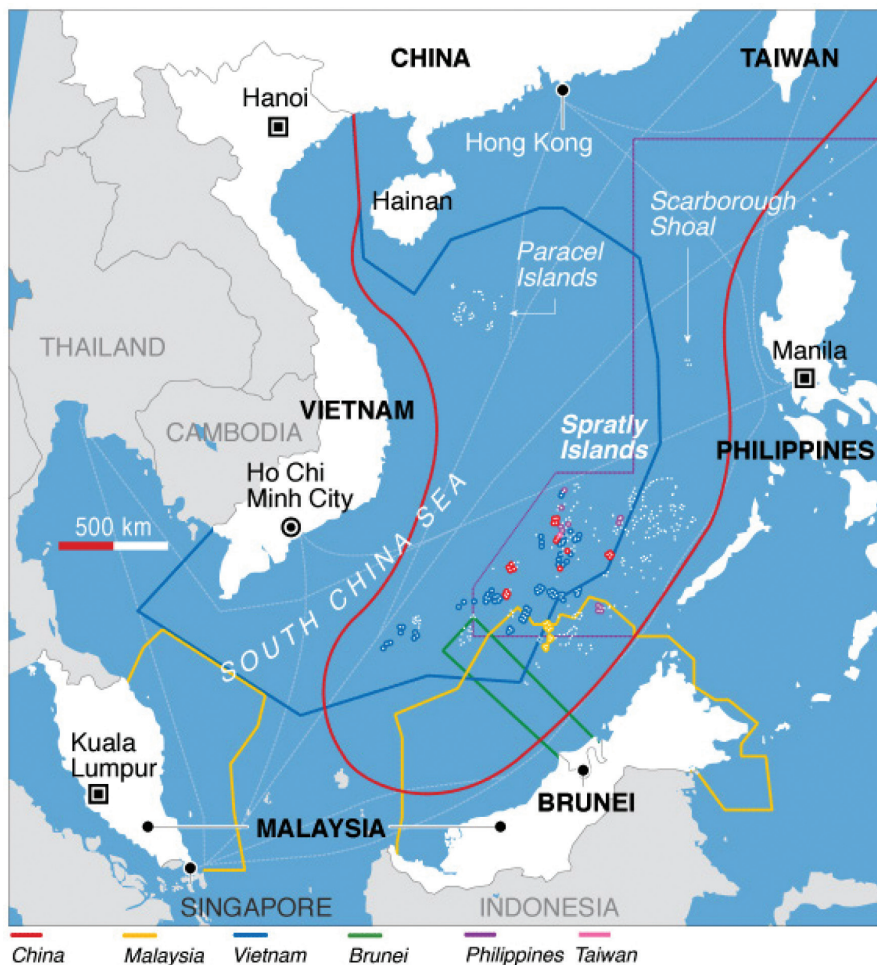 CHINA
TAIWAN
Hanoi
Hong Kong
Hainan
Scarborough
Shoal
Paracel
Islands
THAILAND
Manila
VIETNAM
CAMBODIA
Spratly
Islands
PHILIPPINES
Ho Chi
Minh City
500 km
SOUTH CHINA SEA
Kuala
Lumpur
BRUNEI
MALAYSIA
SINGAPORE
INDONESIA
China
Malaysia
Vietnam
Brunei
Philippines
Taiwan